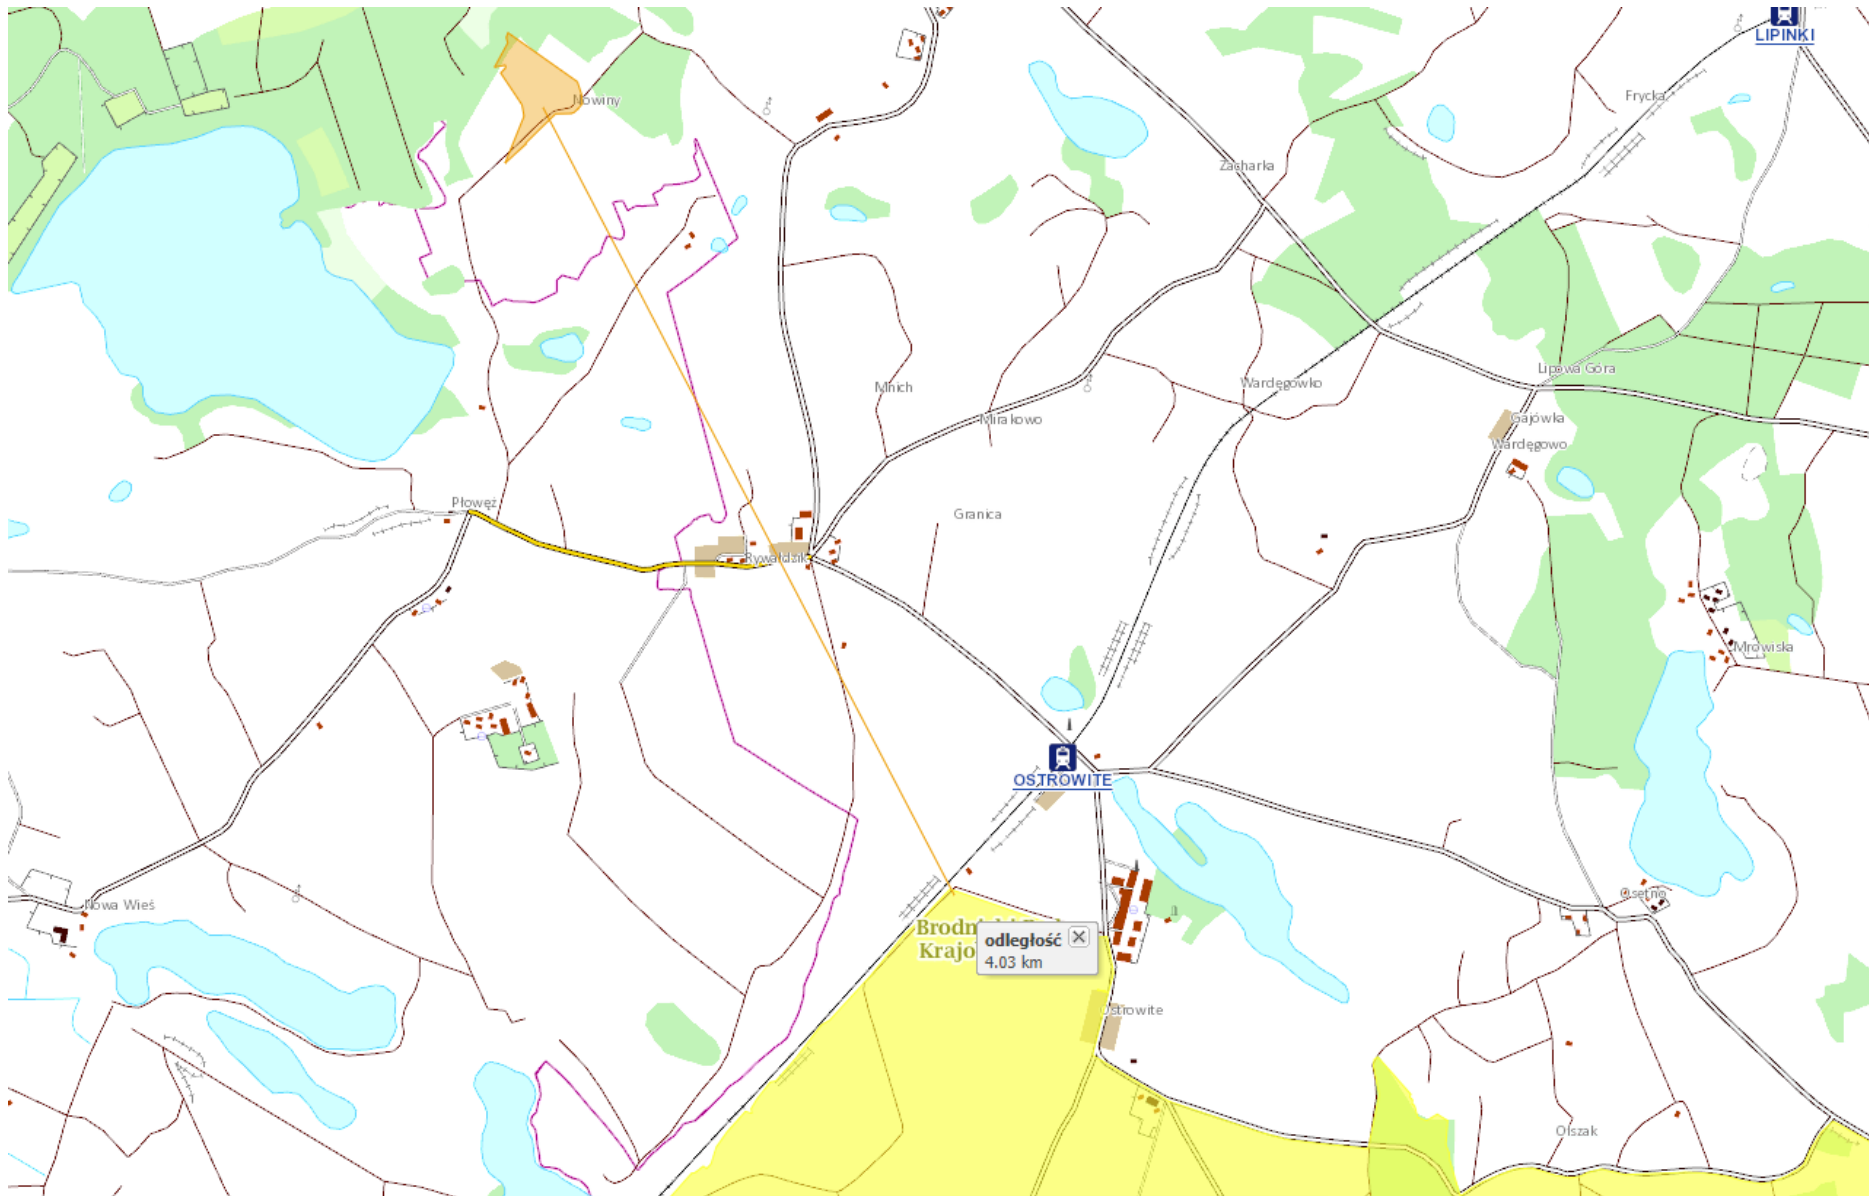 LIPINKI
Nowiny
Frycka
Zacharka
Lipowa Góra
Mnich
Wardęgówko
Mirakowo
Gajówka
Wardęgowo
Płowęż
Granica
Rywałdzik
Mrowiska
OSTROWITE
Osetno
Nowa Wieś
Krajo
odległość
4.03 km
Ostrowite
Olszak